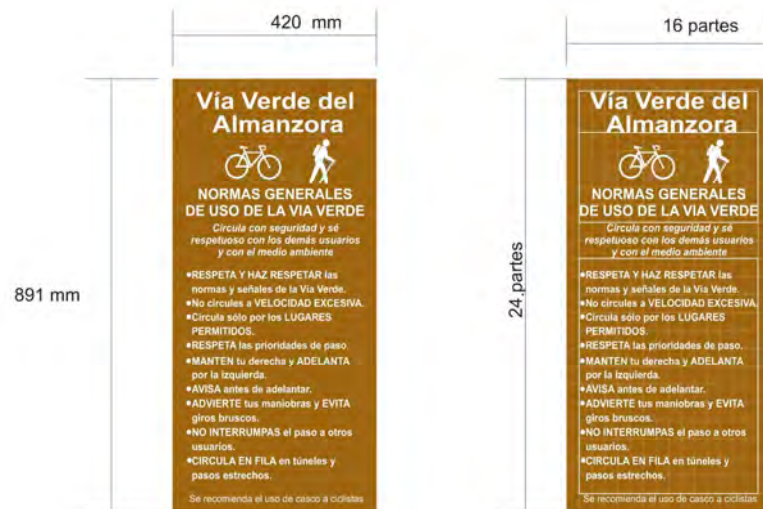 420 mm
891 mm
Vía Verde del
Almanzora
NORMAS GENERALES
DE USO DE LA VIA VERDE
Circula con seguridad y sé
respetuoso con los demás usuarios
y con el medio ambiente
•RESPETA Y HAZ RESPETAR las
normas y señales de la Vía Verde.
•No circules a VELOCIDAD EXCESIVA.
•Circula sólo por los LUGARES
PERMITIDOS.
•RESPETA las prioridades de paso.
•MANTEN tu derecha y ADELANTA
por la izquierda.
•AVISA antes de adelantar.
•ADVIERTE tus maniobras y EVITA
giros bruscos.
•NO INTERRUMPAS el paso a otros
usuarios.
•CIRCULA EN FILA en túneles y
pasos estrechos.
Se recomienda el uso de casco a ciclistas
16 partes
24.partes
Vía Verde del
Almanzora
NORMAS GENERALES
DE USO DE LA VIA VERDE
Circula con seguridad y sé
respetuoso con los demás usuarios
y con el medio ambiente
•RESPETA Y HAZ RESPETAR las
normas y señales de la Vía Verde.
•No circules a VELOCIDAD EXCESIVA.
•Circula sólo por los LUGARES
PERMITIDOS.
•RESPETA las prioridades de paso.
•MANTEN tu derecha y ADELANTA
por la izquierda.
•AVISA antes de adelantar.
•ADVIERTE tus maniobras y EVITA
giros bruscos.
•NO INTERRUMPAS el paso a otros
usuarios.
•CIRCULA EN FILA en túneles y
pasos estrechos.
Se recomienda el uso de casco a ciclistas